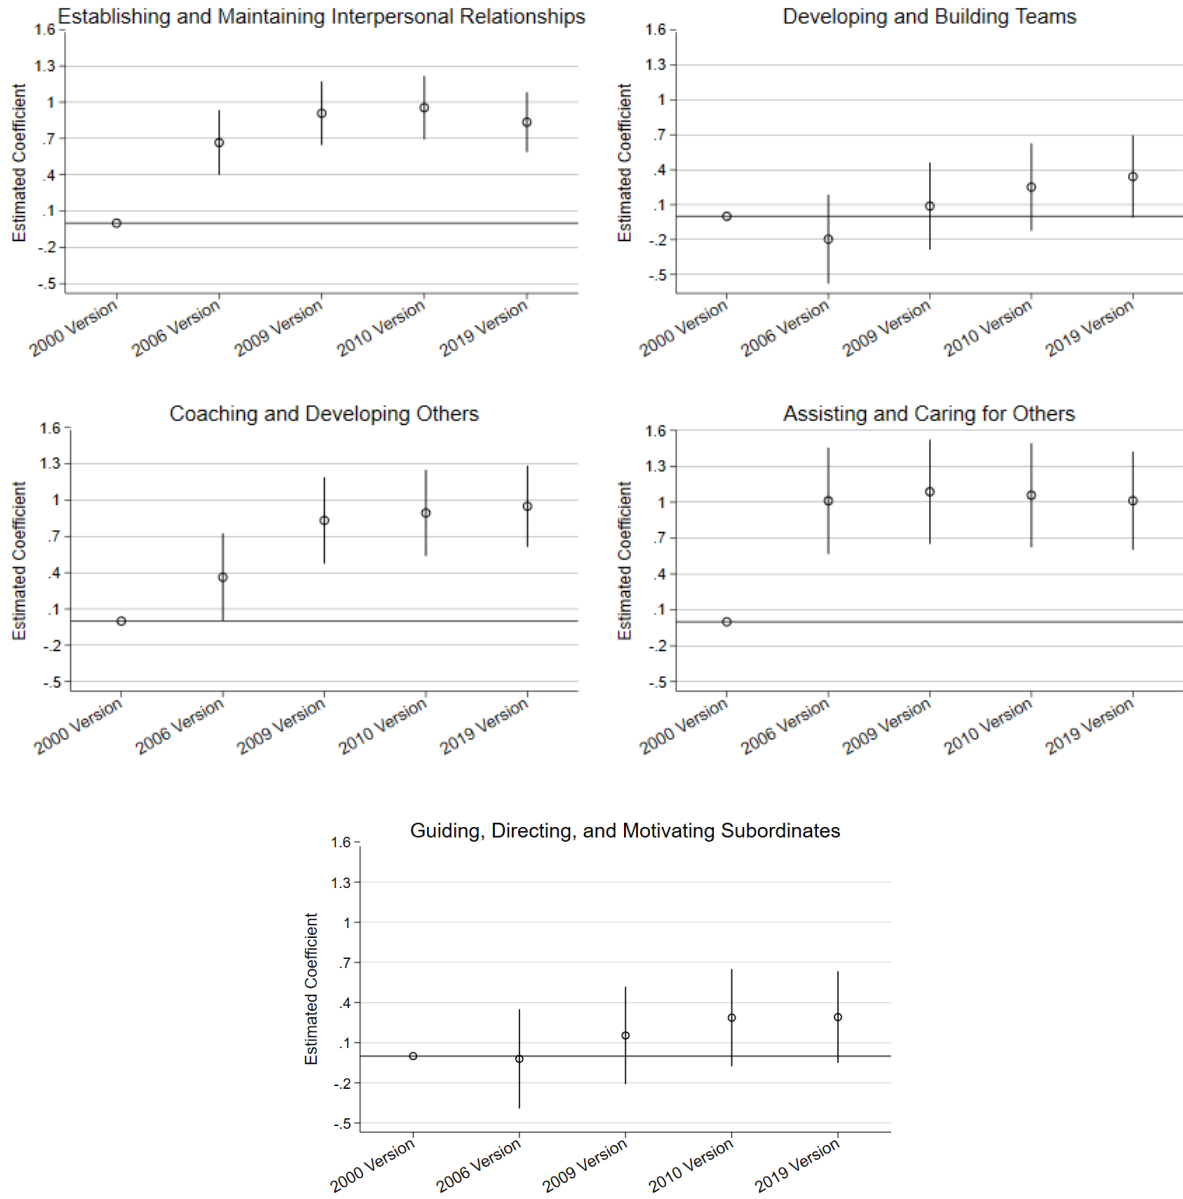 Establishing and Maintaining Interpersonal Relationships
Estimated Coefficient
1.6
1.3
1
.7
.4
.1
-.2
-.5
2000 Version
2006 Version
2009 Version
2010 Version
2019 Version
Developing and Building Teams
Estimated Coefficient
1.6
1.3
1
.7
.4
.1
-.2
-.5
2000 Version
2006 Version
2009 Version
2010 Version
2019 Version
Coaching and Developing Others
Estimated Coefficient
1.6
1.3
1
.7
.4
.1
-.2
-.5
2000 Version
2006 Version
2009 Version
2010 Version
2019 Version
Assisting and Caring for Others
Estimated Coefficient
1.6
1.3
1
.7
.4
.1
-.2
-.5
2000 Version
2006 Version
2009 Version
2010 Version
2019 Version
Guiding, Directing, and Motivating Subordinates
Estimated Coefficient
1.6
1.3
1
.7
.4
.1
-.2
-.5
2000 Version
2006 Version
2009 Version
2010 Version
2019 Version